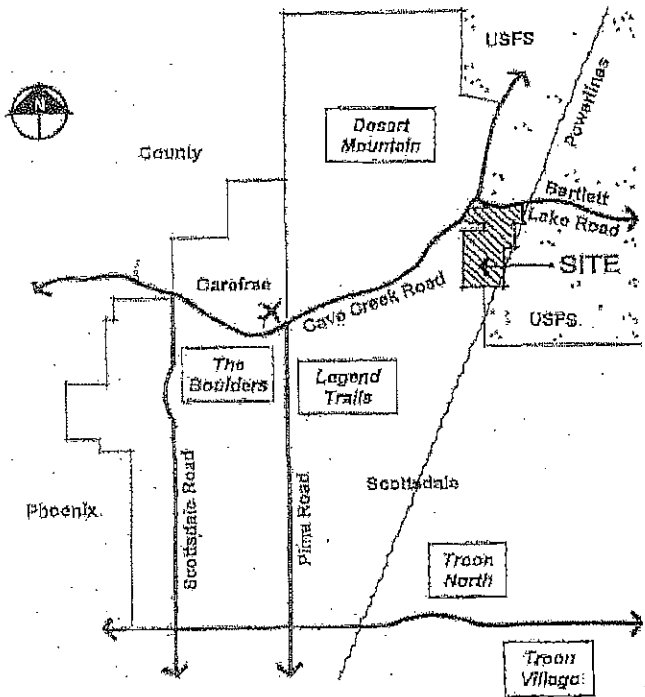 USFS
N
Powerlines
Desert
Mountain
County
Bartlett
Lake Road
Carefree
SITE
Cave Creek Road
USFS
The
Boulders
Legend
Trails
Scottsdale
Phoenix
Scottsdale Road
Pima Road
Troon
North
Troon
Village